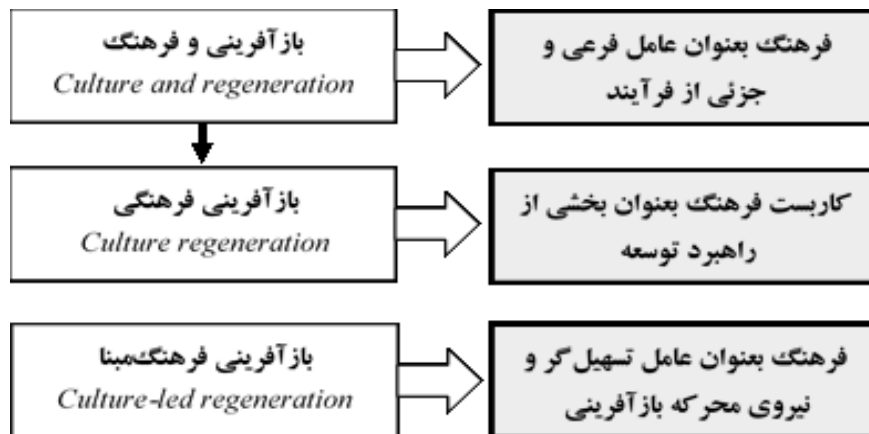 بازآفرینی و فرهنگ
Culture and regeneration
فرهنگ بعنوان عامل فرعی و
جزئی از فرآیند
بازآفرینی فرهنگی
Culture regeneration
کاربست فرهنگ بعنوان بخشی از
راهبرد توسعه
بازآفرینی فرهنگ‌مبنا
Culture-led regeneration
فرهنگ بعنوان عامل تسهیل‌گر و
نیروی محرکه بازآفرینی